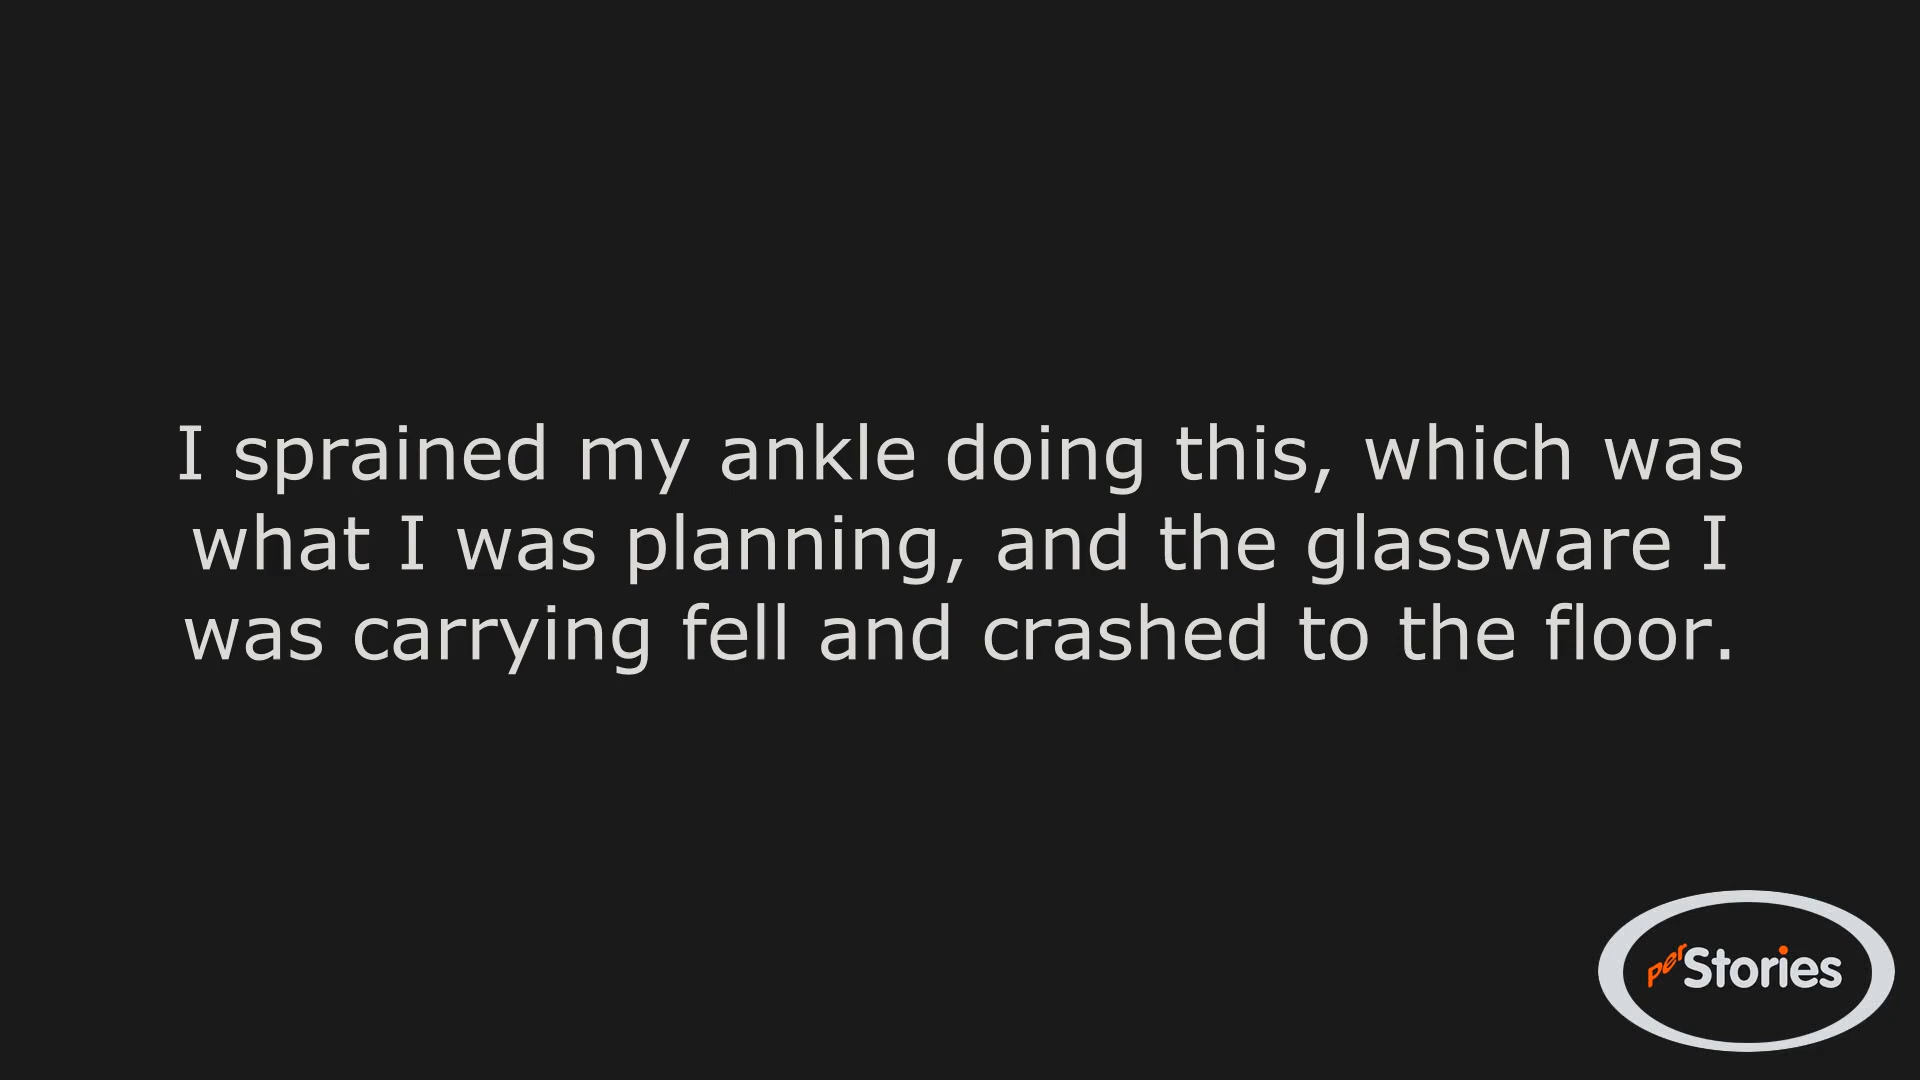 I sprained my ankle doing this, which was
what I was planning, and the glassware I
was carrying fell and crashed to the floor.
perStories